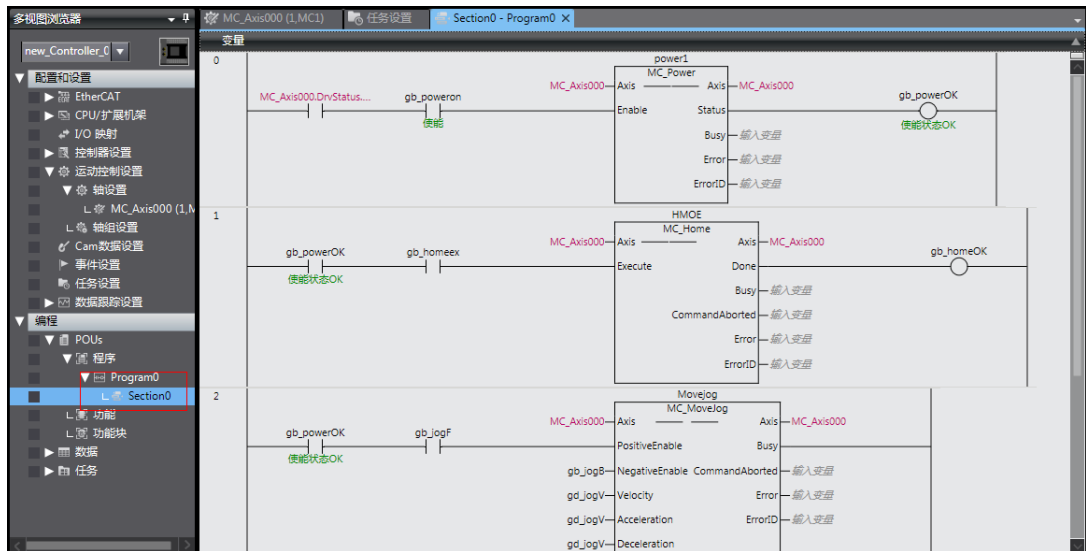 多视图浏览器
MC_Axis000 (1,MC1)
任务设置
Section0 - Program0
new_Controller_0
配置和设置
EtherCAT
CPU/扩展机架
I/O 映射
控制器设置
运动控制设置
轴设置
MC_Axis000 (1,M
轴组设置
Cam数据设置
事件设置
任务设置
数据跟踪设置
编程
POUs
程序
Program0
Section0
功能
功能块
数据
任务
变量
0
power1
MC_Power
MC_Axis000 Axis Axis MC_Axis000
MC_Axis000.DrvStatus.... gb_poweron gb_powerOK
Enable Status
使能 使能状态OK
Busy 输入变量
Error 输入变量
ErrorID 输入变量
1
HMOE
MC_Home
MC_Axis000 Axis Axis MC_Axis000
gb_powerOK gb_homeex gb_homeOK
Execute Done
使能状态OK
Busy 输入变量
CommandAborted 输入变量
Error 输入变量
ErrorID 输入变量
2
Movejog
MC_MoveJog
MC_Axis000 Axis Axis MC_Axis000
gb_powerOK gb_jogF
PositiveEnable Busy
使能状态OK
gb_jogB NegativeEnable CommandAborted 输入变量
gd_jogV Velocity Error 输入变量
gd_jogV Acceleration ErrorID 输入变量
gd_jogV Deceleration